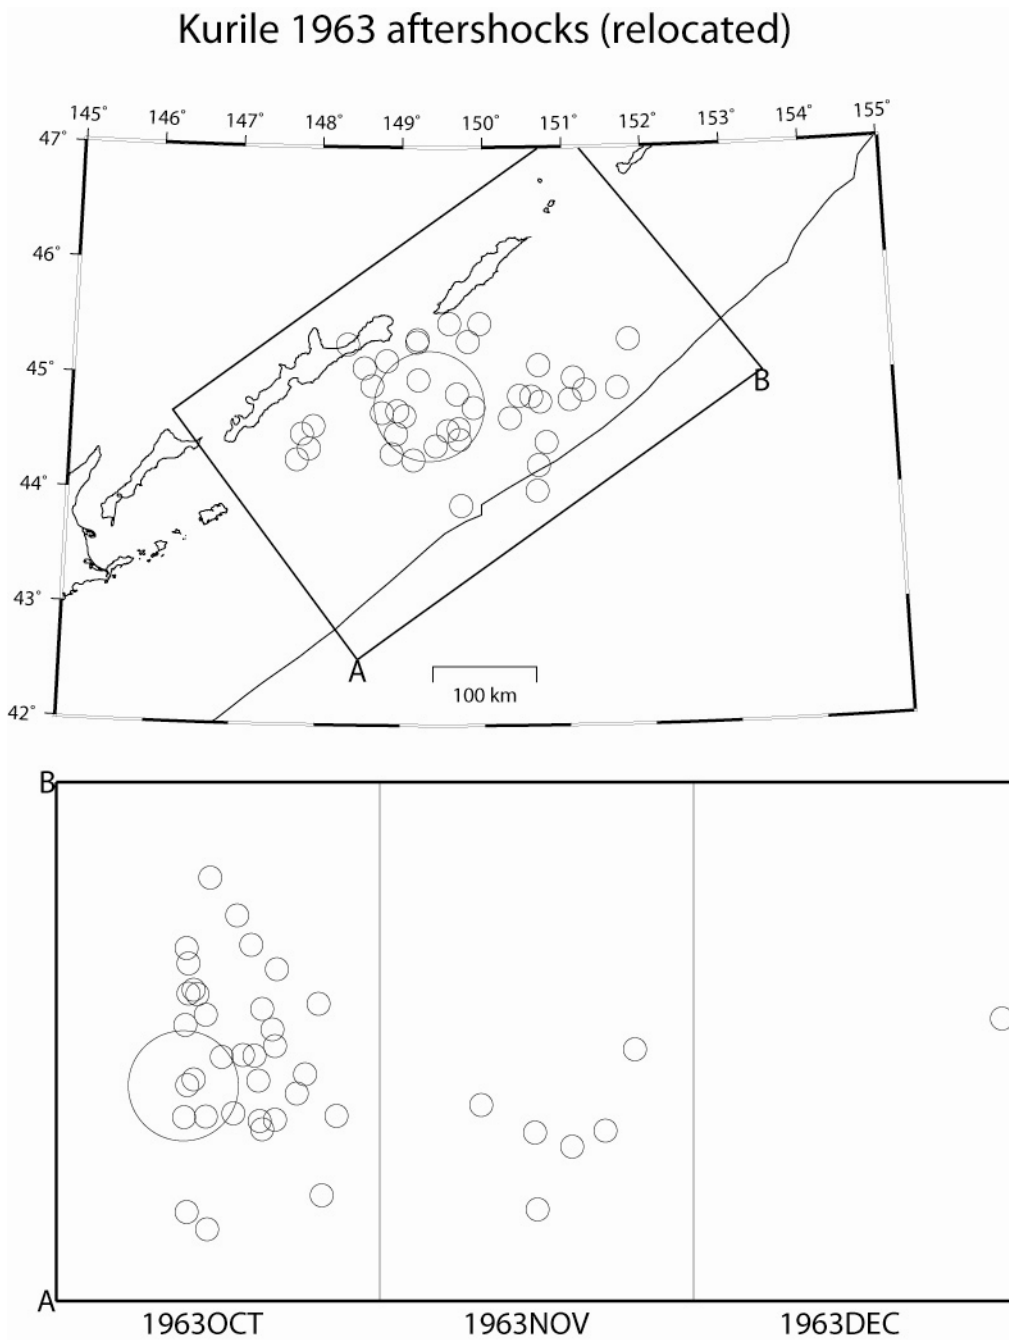 Kurile 1963 aftershocks (relocated)
145° 146° 147° 148° 149° 150° 151° 152° 153° 154° 155°
47°
46°
45°
B
44°
43°
A
100 km
42°
B
A
1963OCT 1963NOV 1963DEC